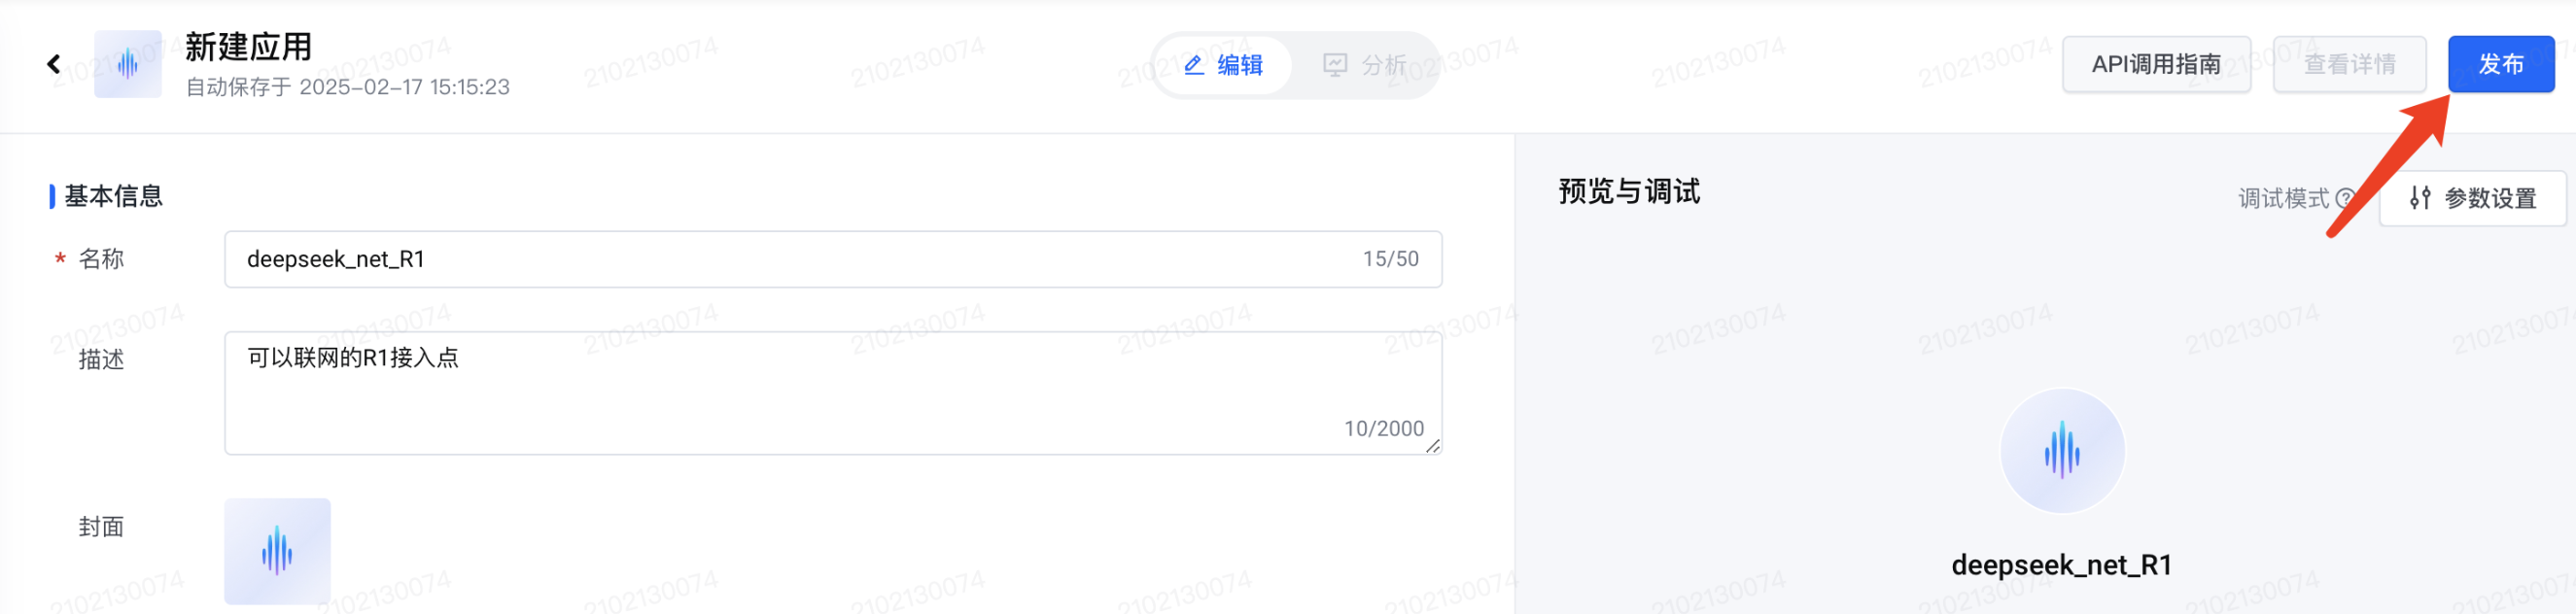 新建应用
自动保存于 2025-02-17 15:15:23
编辑
分析
API调用指南
查看详情
发布
基本信息
* 名称
deepseek_net_R1
15/50
描述
可以联网的R1接入点
10/2000
封面
预览与调试
调试模式
参数设置
deepseek_net_R1
2102130074